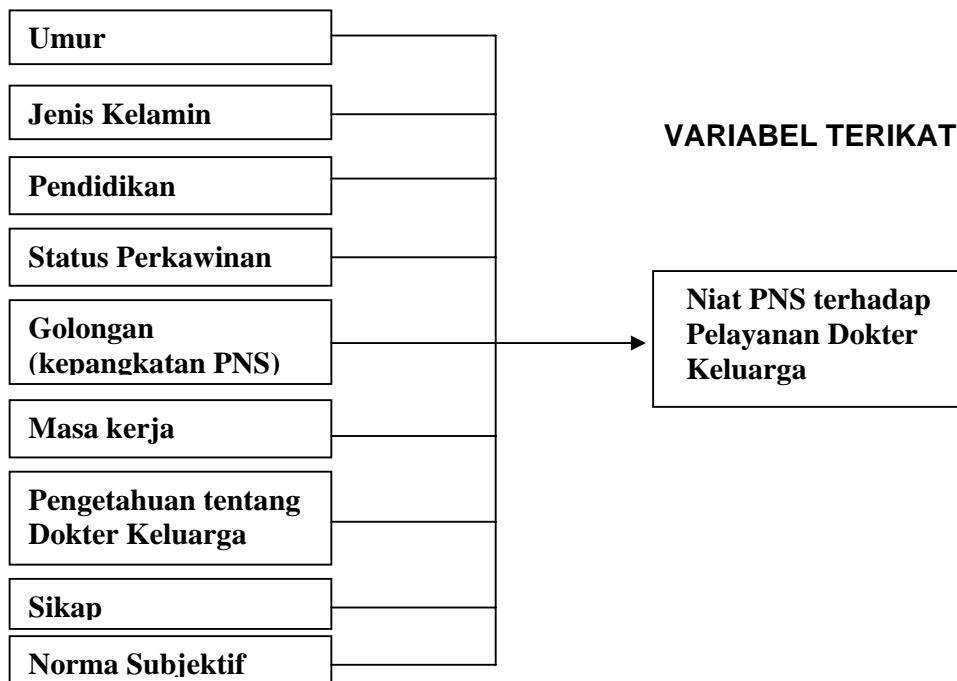 Umur
Jenis Kelamin
VARIABEL TERIKAT
Pendidikan
Status Perkawinan
Golongan
(kepangkatan PNS)
Niat PNS terhadap
Pelayanan Dokter
Keluarga
Masa kerja
Pengetahuan tentang
Dokter Keluarga
Sikap
Norma Subjektif